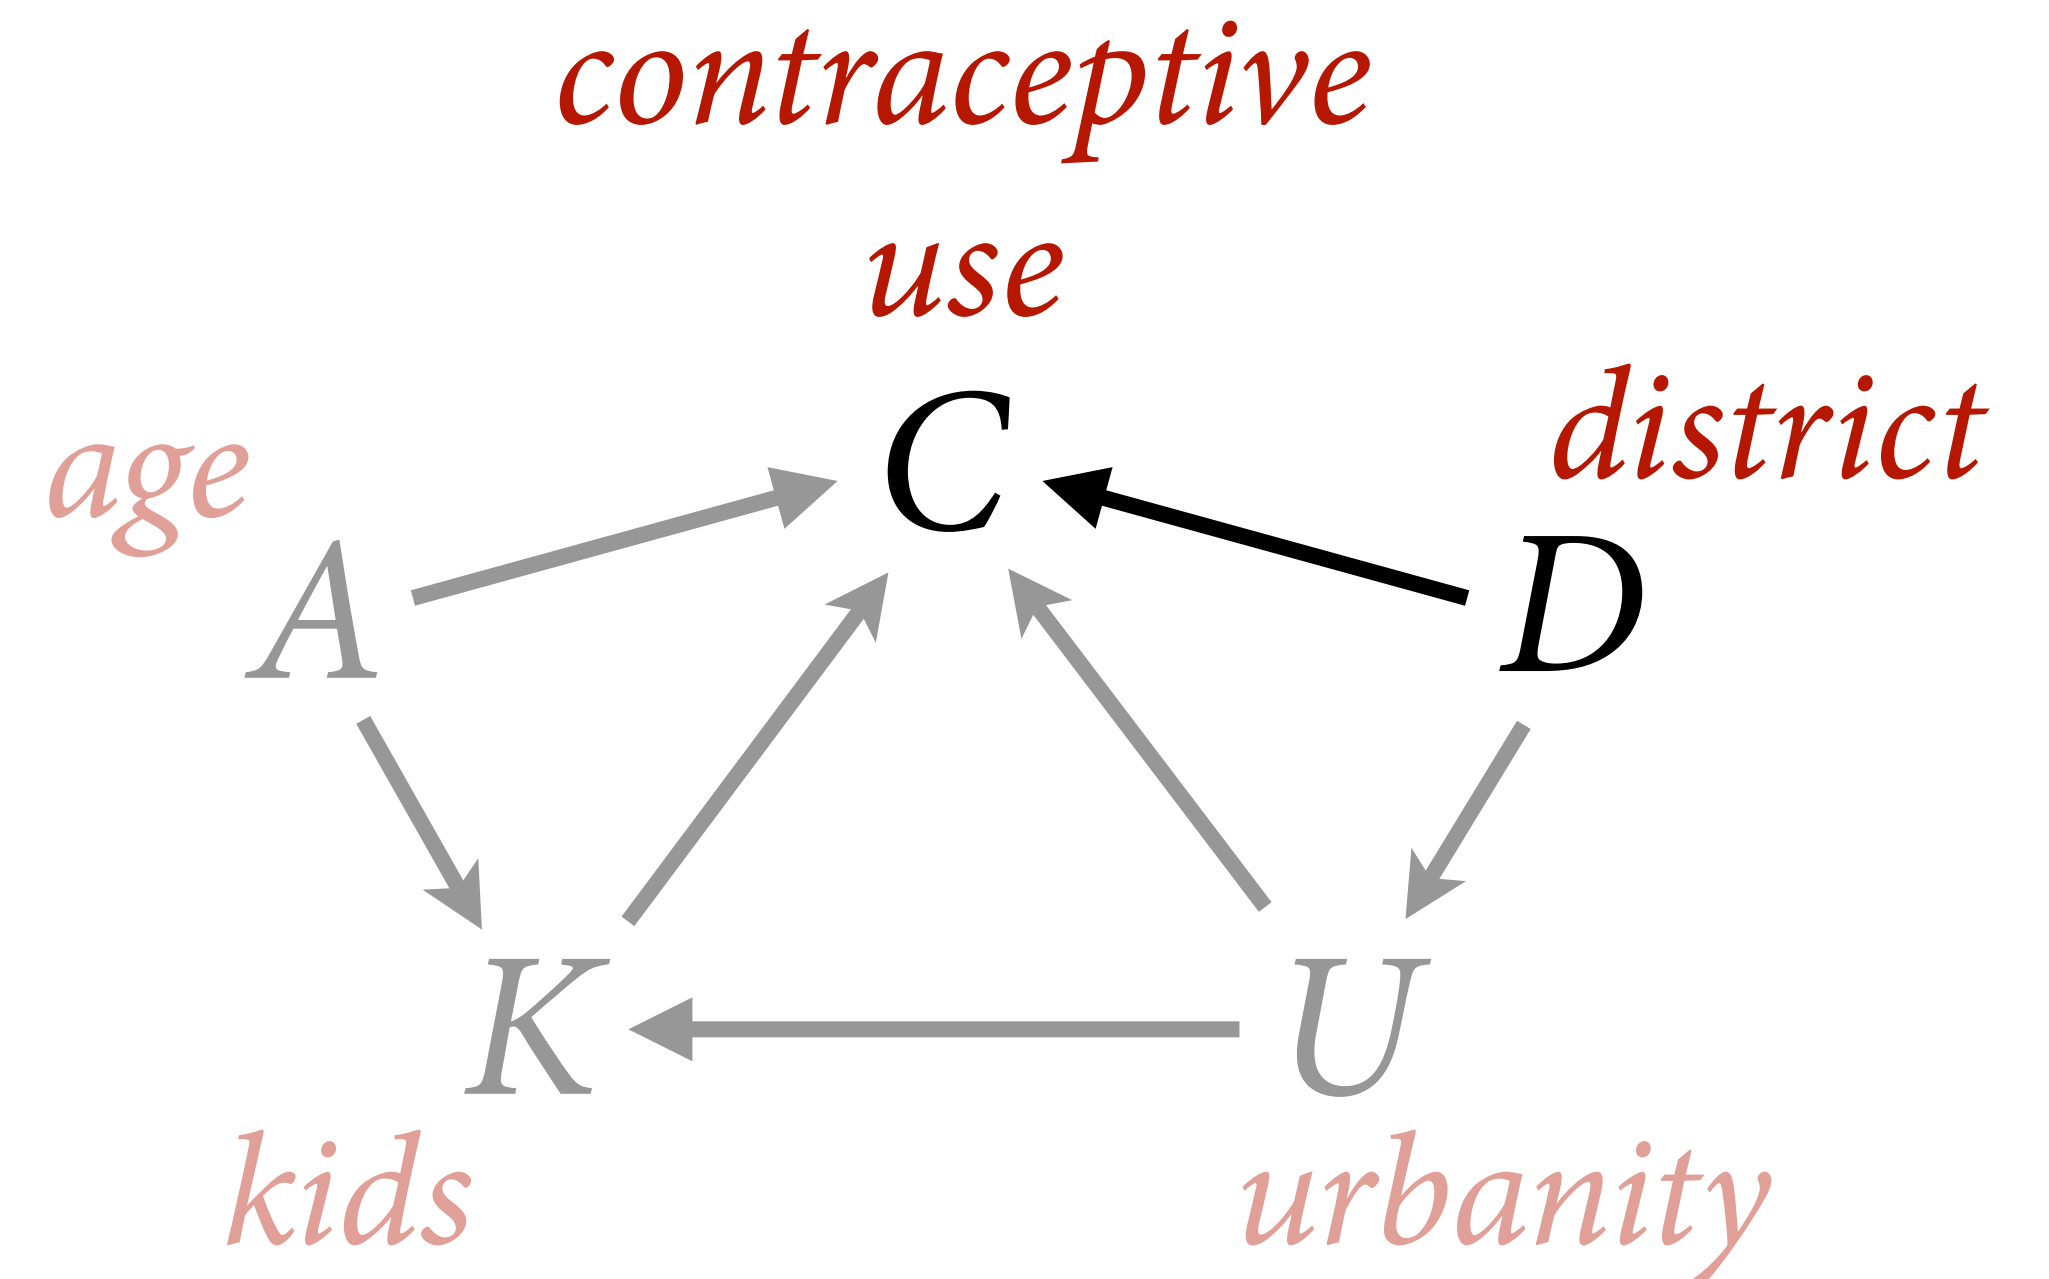 contraceptive
use
C
district
age
A
D
K
U
kids
urbanity